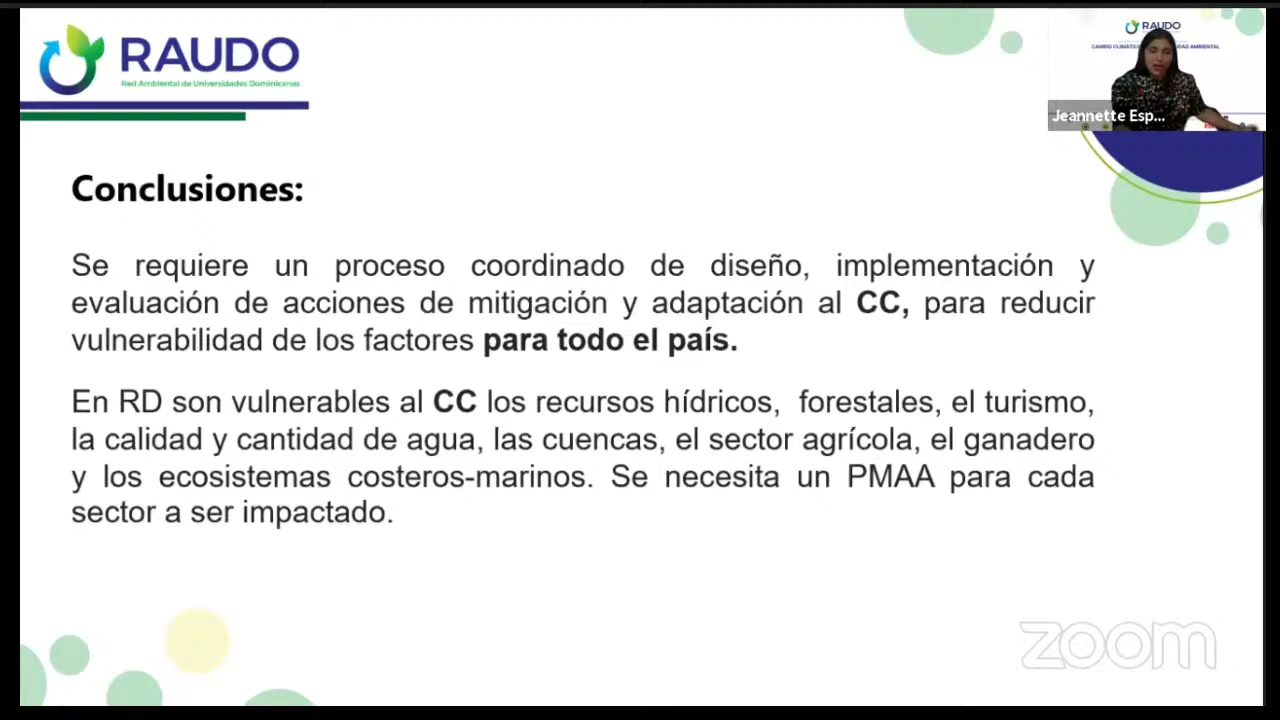 RAUDO
Red Ambiental de Universidades Dominicanas
RAUDO
CAMBIO CLIMÁTICO
AMBIENTAL
Jeannette Esp...
Conclusiones:
Se requiere un proceso coordinado de diseño, implementación y
evaluación de acciones de mitigación y adaptación al CC, para reducir
vulnerabilidad de los factores para todo el país.
En RD son vulnerables al CC los recursos hídricos, forestales, el turismo,
la calidad y cantidad de agua, las cuencas, el sector agrícola, el ganadero
y los ecosistemas costeros-marinos. Se necesita un PMAA para cada
sector a ser impactado.
zoom